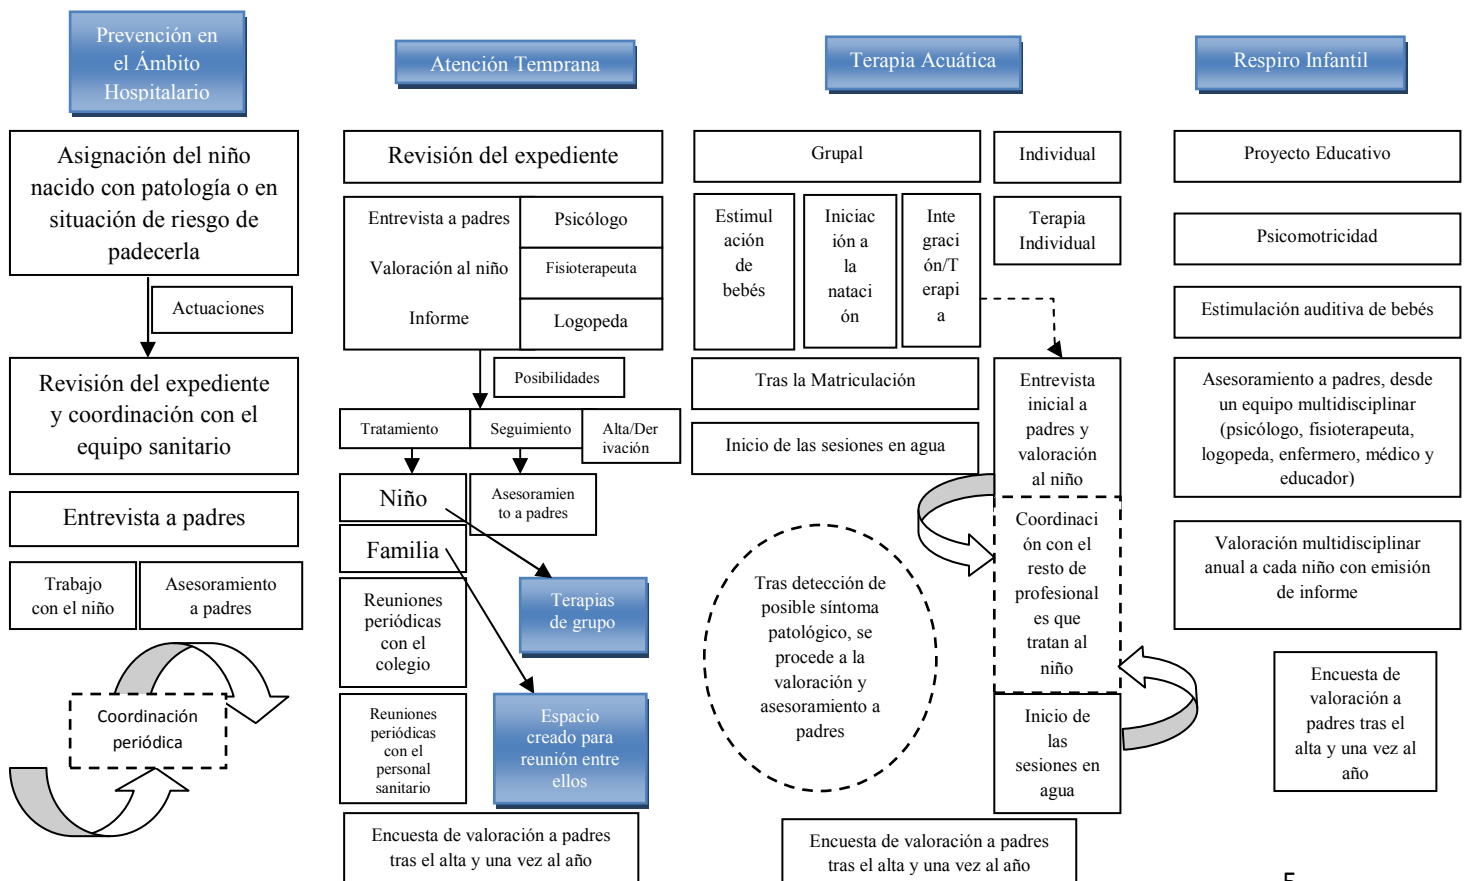 Prevención en
el Ámbito
Hospitalario
Asignación del niño
nacido con patología o en
situación de riesgo de
padecerla
Actuaciones
Revisión del expediente
y coordinación con el
equipo sanitario
Entrevista a padres
Trabajo
con el niño
Asesoramiento
a padres
Coordinación
periódica
Atención Temprana
Revisión del expediente
Entrevista a padres
Valoración al niño
Informe
Psicólogo
Fisioterapeuta
Logopeda
Posibilidades
Tratamiento
Seguimiento
Alta/Der
ivación
Niño
Asesoramien
to a padres
Familia
Reuniones
periódicas
con el
colegio
Terapias
de grupo
Reuniones
periódicas
con el
personal
sanitario
Espacio
creado para
reunión entre
ellos
Encuesta de valoración a padres
tras el alta y una vez al año
Terapia Acuática
Grupal
Individual
Estimul
ación
de
bebés
Iniciac
ión a
la
nataci
ón
Inte
graci
ón/T
erapi
a
Terapia
Individual
Tras la Matriculación
Inicio de las sesiones en agua
Entrevista
inicial a
padres y
valoración
al niño
Coordinaci
ón con el
resto de
profesional
es que
tratan al
niño
Tras detección de
posible síntoma
patológico, se
procede a la
valoración y
asesoramiento a
padres
Inicio de
las
sesiones en
agua
Encuesta de valoración a padres
tras el alta y una vez al año
Respiro Infantil
Proyecto Educativo
Psicomotricidad
Estimulación auditiva de bebés
Asesoramiento a padres, desde
un equipo multidisciplinar
(psicólogo, fisioterapeuta,
logopeda, enfermero, médico y
educador)
Valoración multidisciplinar
anual a cada niño con emisión
de informe
Encuesta de
valoración a
padres tras el
alta y una vez al
año